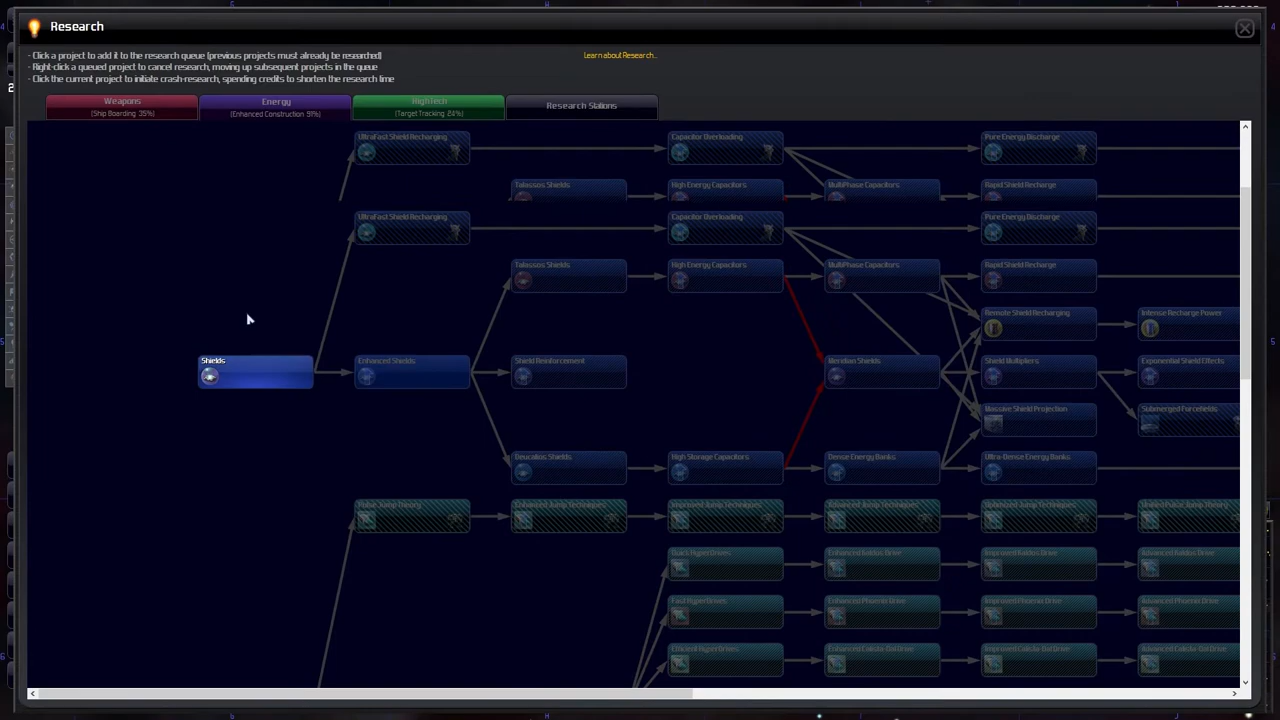 Research
- Click a project to add it to the research queue (previous projects must already be researched)
Learn about Research...
- Right-click a queued project to cancel research, moving up subsequent projects in the queue
- Click the current project to initiate crash-research, spending credits to shorten the research time
Weapons
(Ship Boarding 35%)
Energy
(Enhanced Construction 91%)
HighTech
(Target Tracking 24%)
Research Stations
UltraFast Shield Recharging
Capacitor Overloading
Pure Energy Discharge
Talassos Shields
High Energy Capacitors
MultiPhase Capacitors
Rapid Shield Recharge
UltraFast Shield Recharging
Capacitor Overloading
Pure Energy Discharge
Talassos Shields
High Energy Capacitors
MultiPhase Capacitors
Rapid Shield Recharge
Remote Shield Recharging
Intense Recharge Power
Shields
Enhanced Shields
Shield Reinforcement
Meridian Shields
Shield Multipliers
Exponential Shield Effects
Massive Shield Projection
Submerged Forcefields
Deucalios Shields
High Storage Capacitors
Dense Energy Banks
Ultra-Dense Energy Banks
Pulse Jump Theory
Enhanced Jump Techniques
Improved Jump Techniques
Advanced Jump Techniques
Optimized Jump Techniques
Unified Pulse Jump Theory
Quick HyperDrives
Enhanced Kaldos Drive
Improved Kaldos Drive
Advanced Kaldos Drive
Fast HyperDrives
Enhanced Phoenix Drive
Improved Phoenix Drive
Advanced Phoenix Drive
Efficient HyperDrives
Enhanced Calista-Dal Drive
Improved Calista-Dal Drive
Advanced Calista-Dal Drive